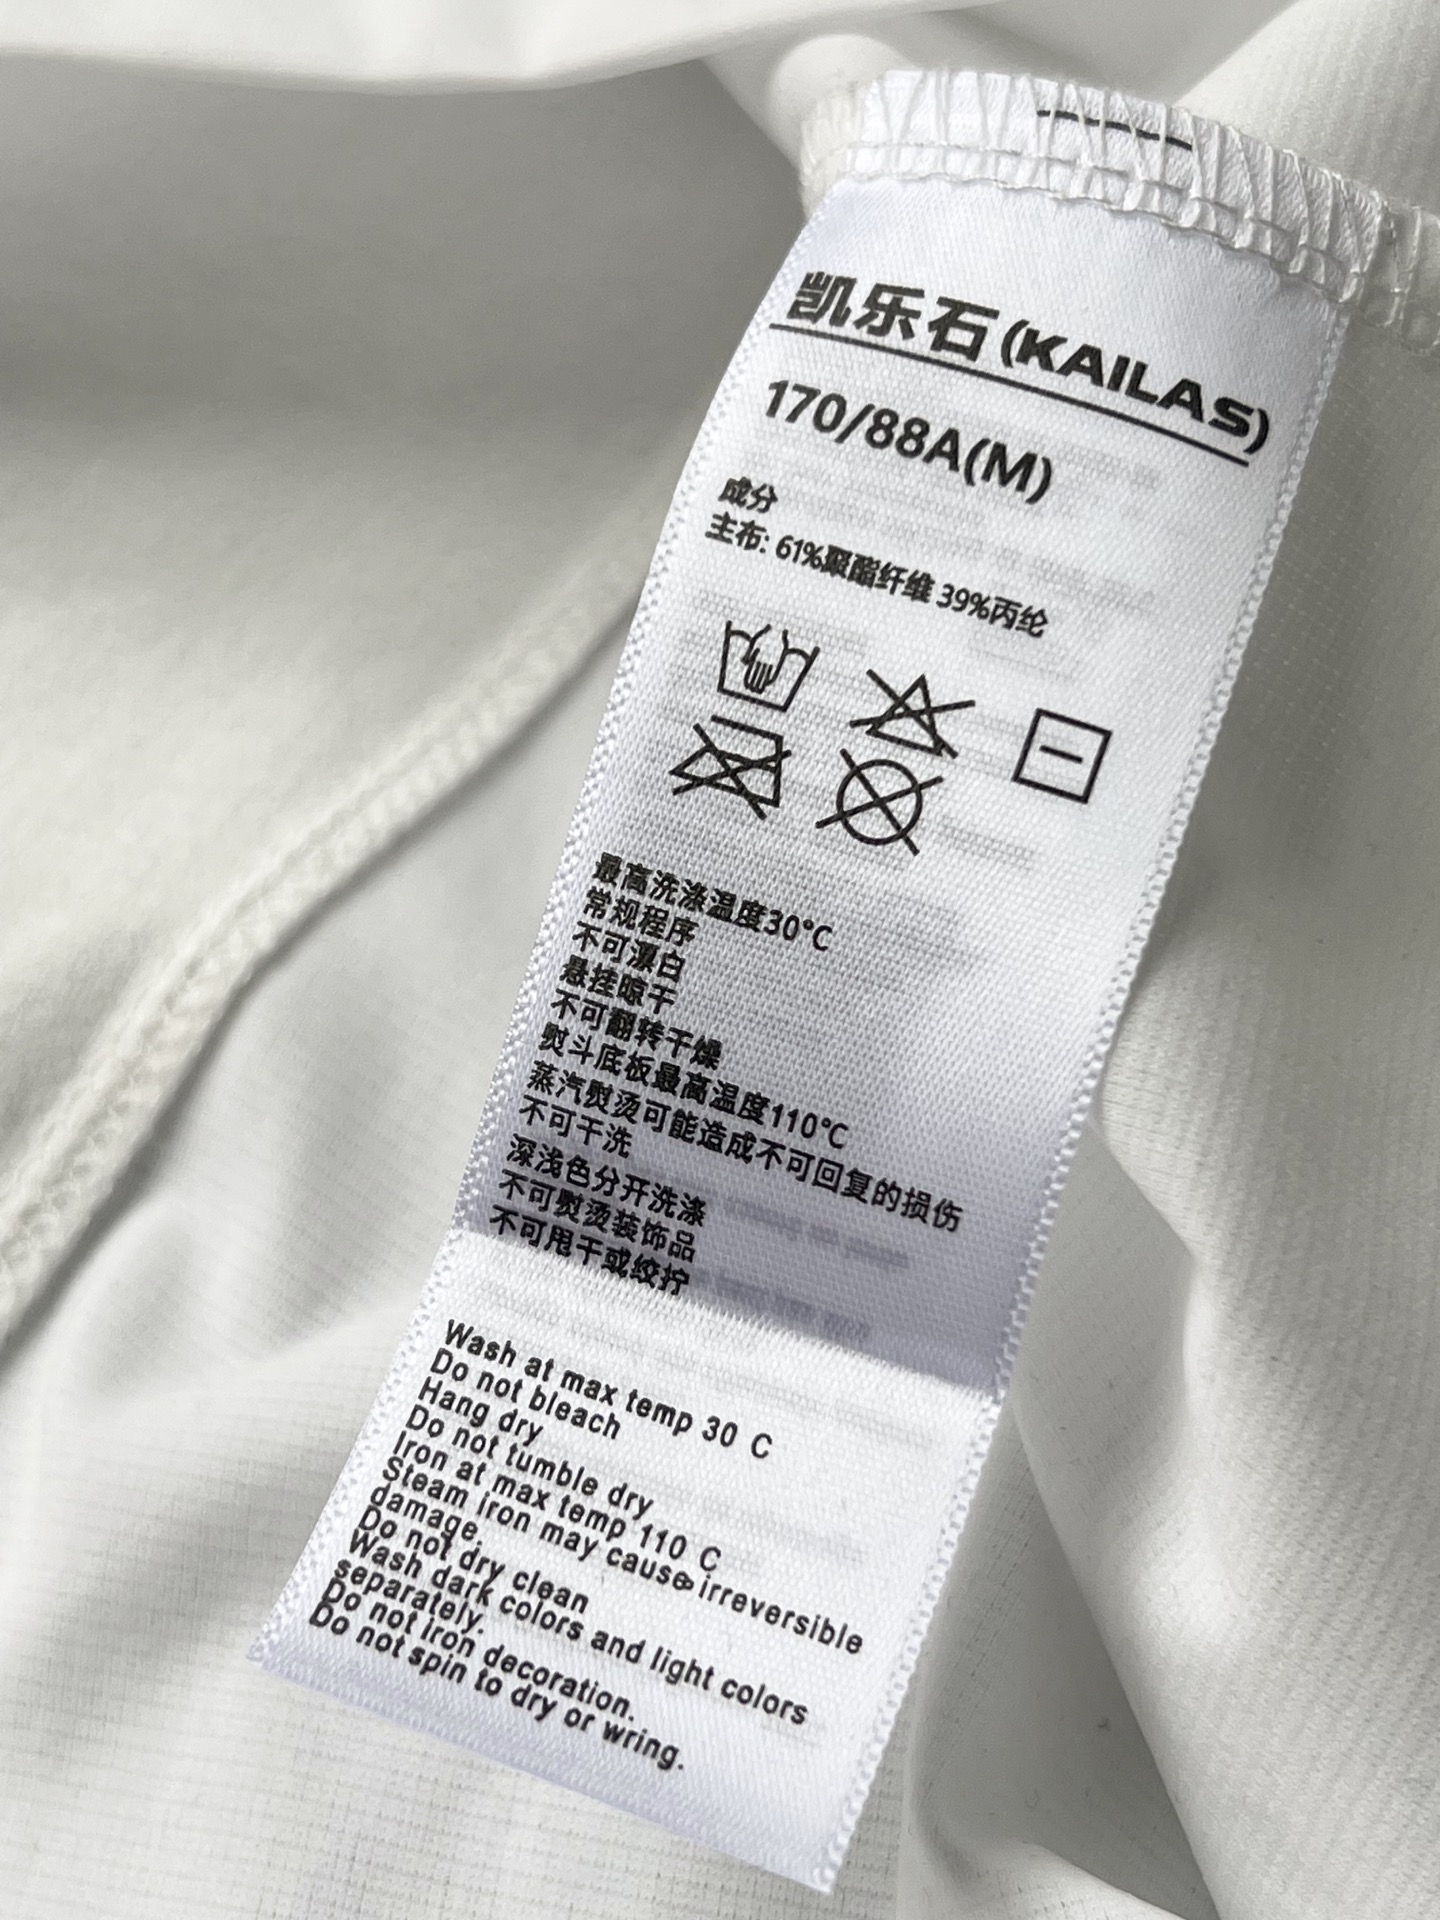 凯乐石(KAILAS)
170/88A(M)
成分
主布: 61%聚酯纤维 39%丙纶
最高洗涤温度30℃
常规程序
不可漂白
悬挂晾干
不可翻转干燥
熨斗底板最高温度110℃
蒸汽熨烫可能造成不可回复的损伤
不可干洗
深浅色分开洗涤
不可熨烫装饰品
不可甩干或绞拧
Wash at max temp 30 C
Do not bleach
Hang dry
Do not tumble dry
Iron at max temp 110 C
Steam iron may cause irreversible
damage.
Do not dry clean
Wash dark colors and light colors
separately.
Do not iron decoration.
Do not spin to dry or wring.